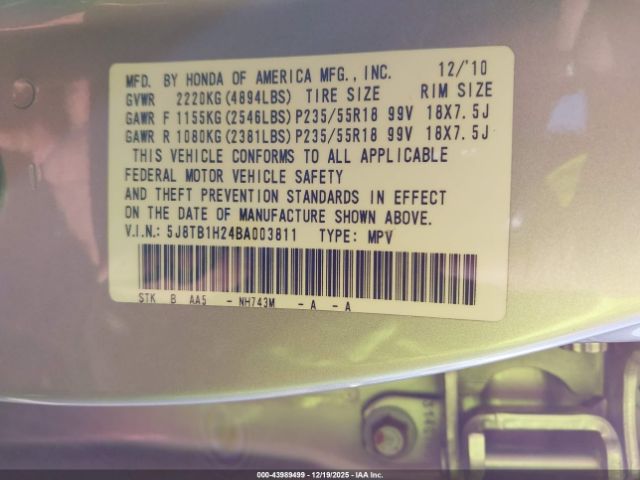 MFD. BY HONDA OF AMERICA MFG., INC. 12/'10
GVWR 2220KG(4894LBS) TIRE SIZE RIM SIZE
GAWR F 1155KG(2546LBS) P235/55R18 99V 18X7.5J
GAWR R 1080KG(2381LBS) P235/55R18 99V 18X7.5J
THIS VEHICLE CONFORMS TO ALL APPLICABLE
FEDERAL MOTOR VEHICLE SAFETY
AND THEFT PREVENTION STANDARDS IN EFFECT
ON THE DATE OF MANUFACTURE SHOWN ABOVE.
V.I.N.: 5J8TB1H24BA003811 TYPE: MPV
STK B AA5 - NH743M - A - A
000-43989499 - 12/19/2025 - IAA Inc.